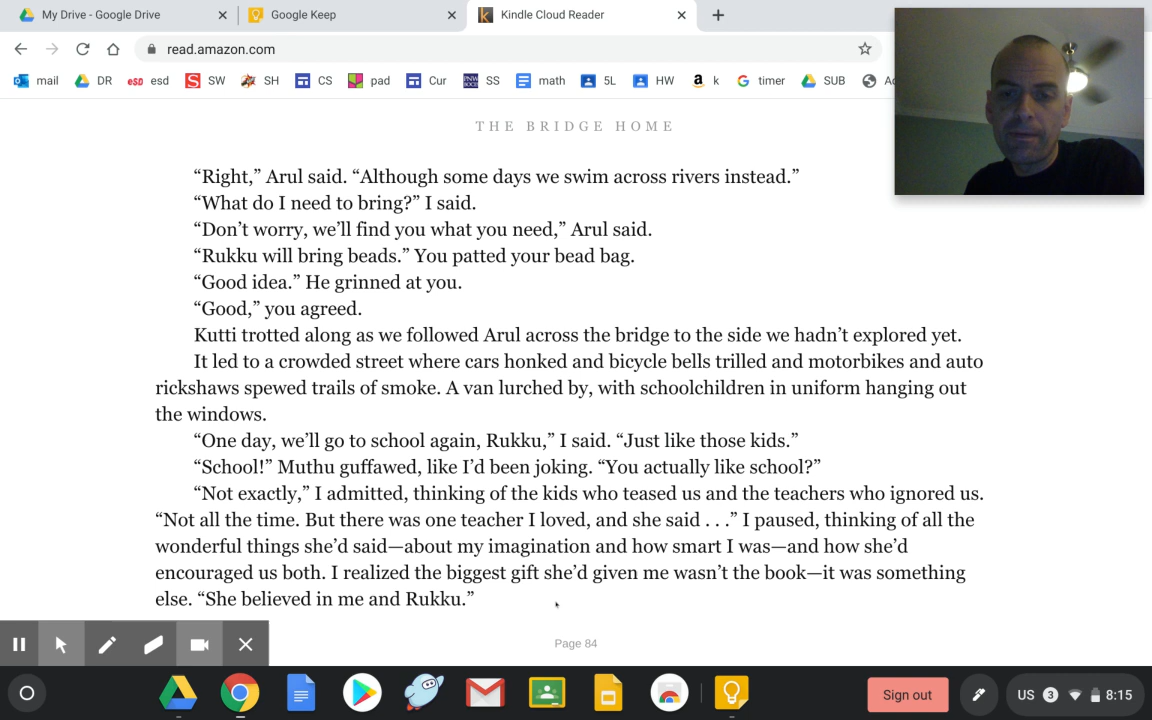 My Drive - Google Drive
Google Keep
Kindle Cloud Reader
read.amazon.com
mail DR esd esd SW SH CS pad Cur SS math 5L HW a k timer SUB
THE BRIDGE HOME
“Right,” Arul said. “Although some days we swim across rivers instead.”
“What do I need to bring?” I said.
“Don’t worry, we’ll find you what you need,” Arul said.
“Rukku will bring beads.” You patted your bead bag.
“Good idea.” He grinned at you.
“Good,” you agreed.
Kutti trotted along as we followed Arul across the bridge to the side we hadn’t explored yet.
It led to a crowded street where cars honked and bicycle bells trilled and motorbikes and auto
rickshaws spewed trails of smoke. A van lurched by, with schoolchildren in uniform hanging out
the windows.
“One day, we’ll go to school again, Rukku,” I said. “Just like those kids.”
“School!” Muthu guffawed, like I’d been joking. “You actually like school?”
“Not exactly,” I admitted, thinking of the kids who teased us and the teachers who ignored us.
“Not all the time. But there was one teacher I loved, and she said . . .” I paused, thinking of all the
wonderful things she’d said—about my imagination and how smart I was—and how she’d
encouraged us both. I realized the biggest gift she’d given me wasn’t the book—it was something
else. “She believed in me and Rukku.”
Page 84
Sign out
US 3 8:15